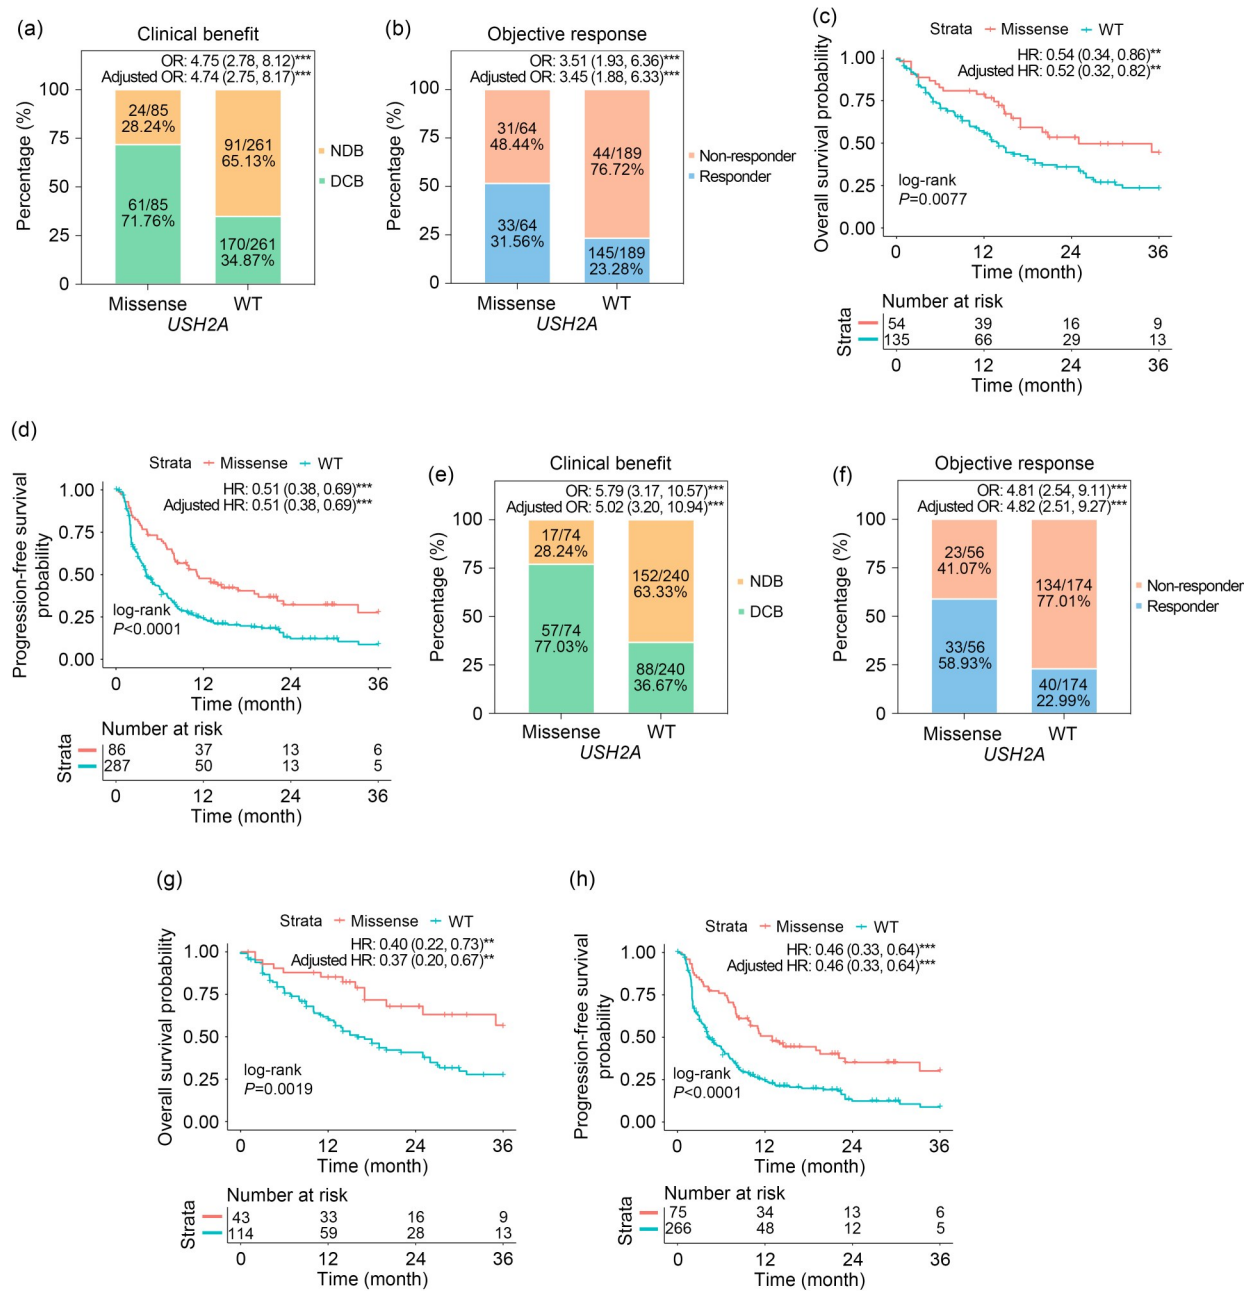 (a)
Clinical benefit
OR: 4.75 (2.78, 8.12)***
Adjusted OR: 4.74 (2.75, 8.17)***
Percentage (%)
100
75
50
25
0
24/85
28.24%
61/85
71.76%
91/261
65.13%
170/261
34.87%
NDB
DCB
Missense
WT
USH2A
(b)
Objective response
OR: 3.51 (1.93, 6.36)***
Adjusted OR: 3.45 (1.88, 6.33)***
Percentage (%)
100
75
50
25
0
31/64
48.44%
33/64
31.56%
44/189
76.72%
145/189
23.28%
Non-responder
Responder
Missense
WT
USH2A
(c)
Strata Missense WT
HR: 0.54 (0.34, 0.86)**
Adjusted HR: 0.52 (0.32, 0.82)**
Overall survival probability
1.00
0.75
0.50
0.25
0.00
log-rank
P=0.0077
0 12 24 36
Time (month)
Number at risk
Strata
54 39 16 9
135 66 29 13
0 12 24 36
Time (month)
(d)
Strata Missense WT
HR: 0.51 (0.38, 0.69)***
Adjusted HR: 0.51 (0.38, 0.69)***
Progression-free survival
probability
1.00
0.75
0.50
0.25
0.00
log-rank
P<0.0001
0 12 24 36
Time (month)
Number at risk
Strata
86 37 13 6
287 50 13 5
0 12 24 36
Time (month)
(e)
Clinical benefit
OR: 5.79 (3.17, 10.57)***
Adjusted OR: 5.02 (3.20, 10.94)***
Percentage (%)
100
75
50
25
0
17/74
28.24%
57/74
77.03%
152/240
63.33%
88/240
36.67%
NDB
DCB
Missense
WT
USH2A
(f)
Objective response
OR: 4.81 (2.54, 9.11)***
Adjusted OR: 4.82 (2.51, 9.27)***
Percentage (%)
100
75
50
25
0
23/56
41.07%
33/56
58.93%
134/174
77.01%
40/174
22.99%
Non-responder
Responder
Missense
WT
USH2A
(g)
Strata Missense WT
HR: 0.40 (0.22, 0.73)**
Adjusted HR: 0.37 (0.20, 0.67)**
Overall survival probability
1.00
0.75
0.50
0.25
0.00
log-rank
P=0.0019
0 12 24 36
Time (month)
Number at risk
Strata
43 33 16 9
114 59 28 13
0 12 24 36
Time (month)
(h)
Strata Missense WT
HR: 0.46 (0.33, 0.64)***
Adjusted HR: 0.46 (0.33, 0.64)***
Progression-free survival
probability
1.00
0.75
0.50
0.25
0.00
log-rank
P<0.0001
0 12 24 36
Time (month)
Number at risk
Strata
75 34 13 6
266 48 12 5
0 12 24 36
Time (month)